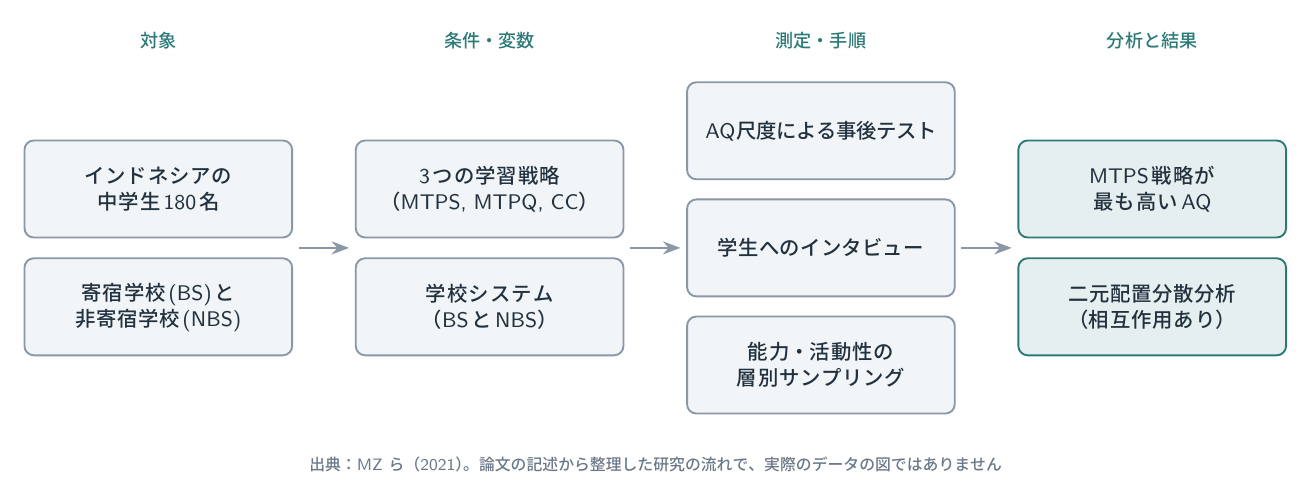 対象
インドネシアの
中学生180名
寄宿学校(BS)と
非寄宿学校(NBS)
条件・変数
3つの学習戦略
（MTPS, MTPQ, CC）
学校システム
（BSとNBS）
測定・手順
AQ尺度による事後テスト
学生へのインタビュー
能力・活動性の
層別サンプリング
分析と結果
MTPS戦略が
最も高いAQ
二元配置分散分析
（相互作用あり）
出典：MZ ら（2021）。論文の記述から整理した研究の流れで、実際のデータの図ではありません